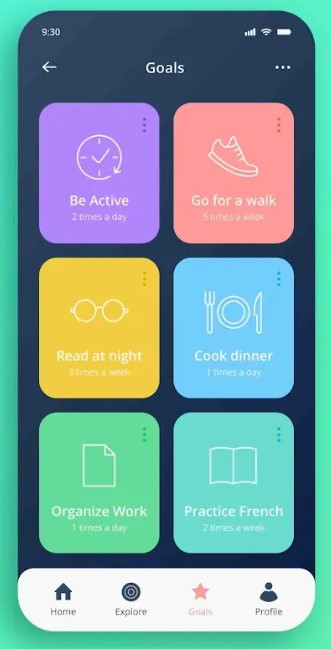 9:30
Goals
Be Active
2 times a day
Go for a walk
5 times a week
Read at night
3 times a week
Cook dinner
1 times a day
Organize Work
1 times a day
Practice French
2 times a week
Home
Explore
Goals
Profile